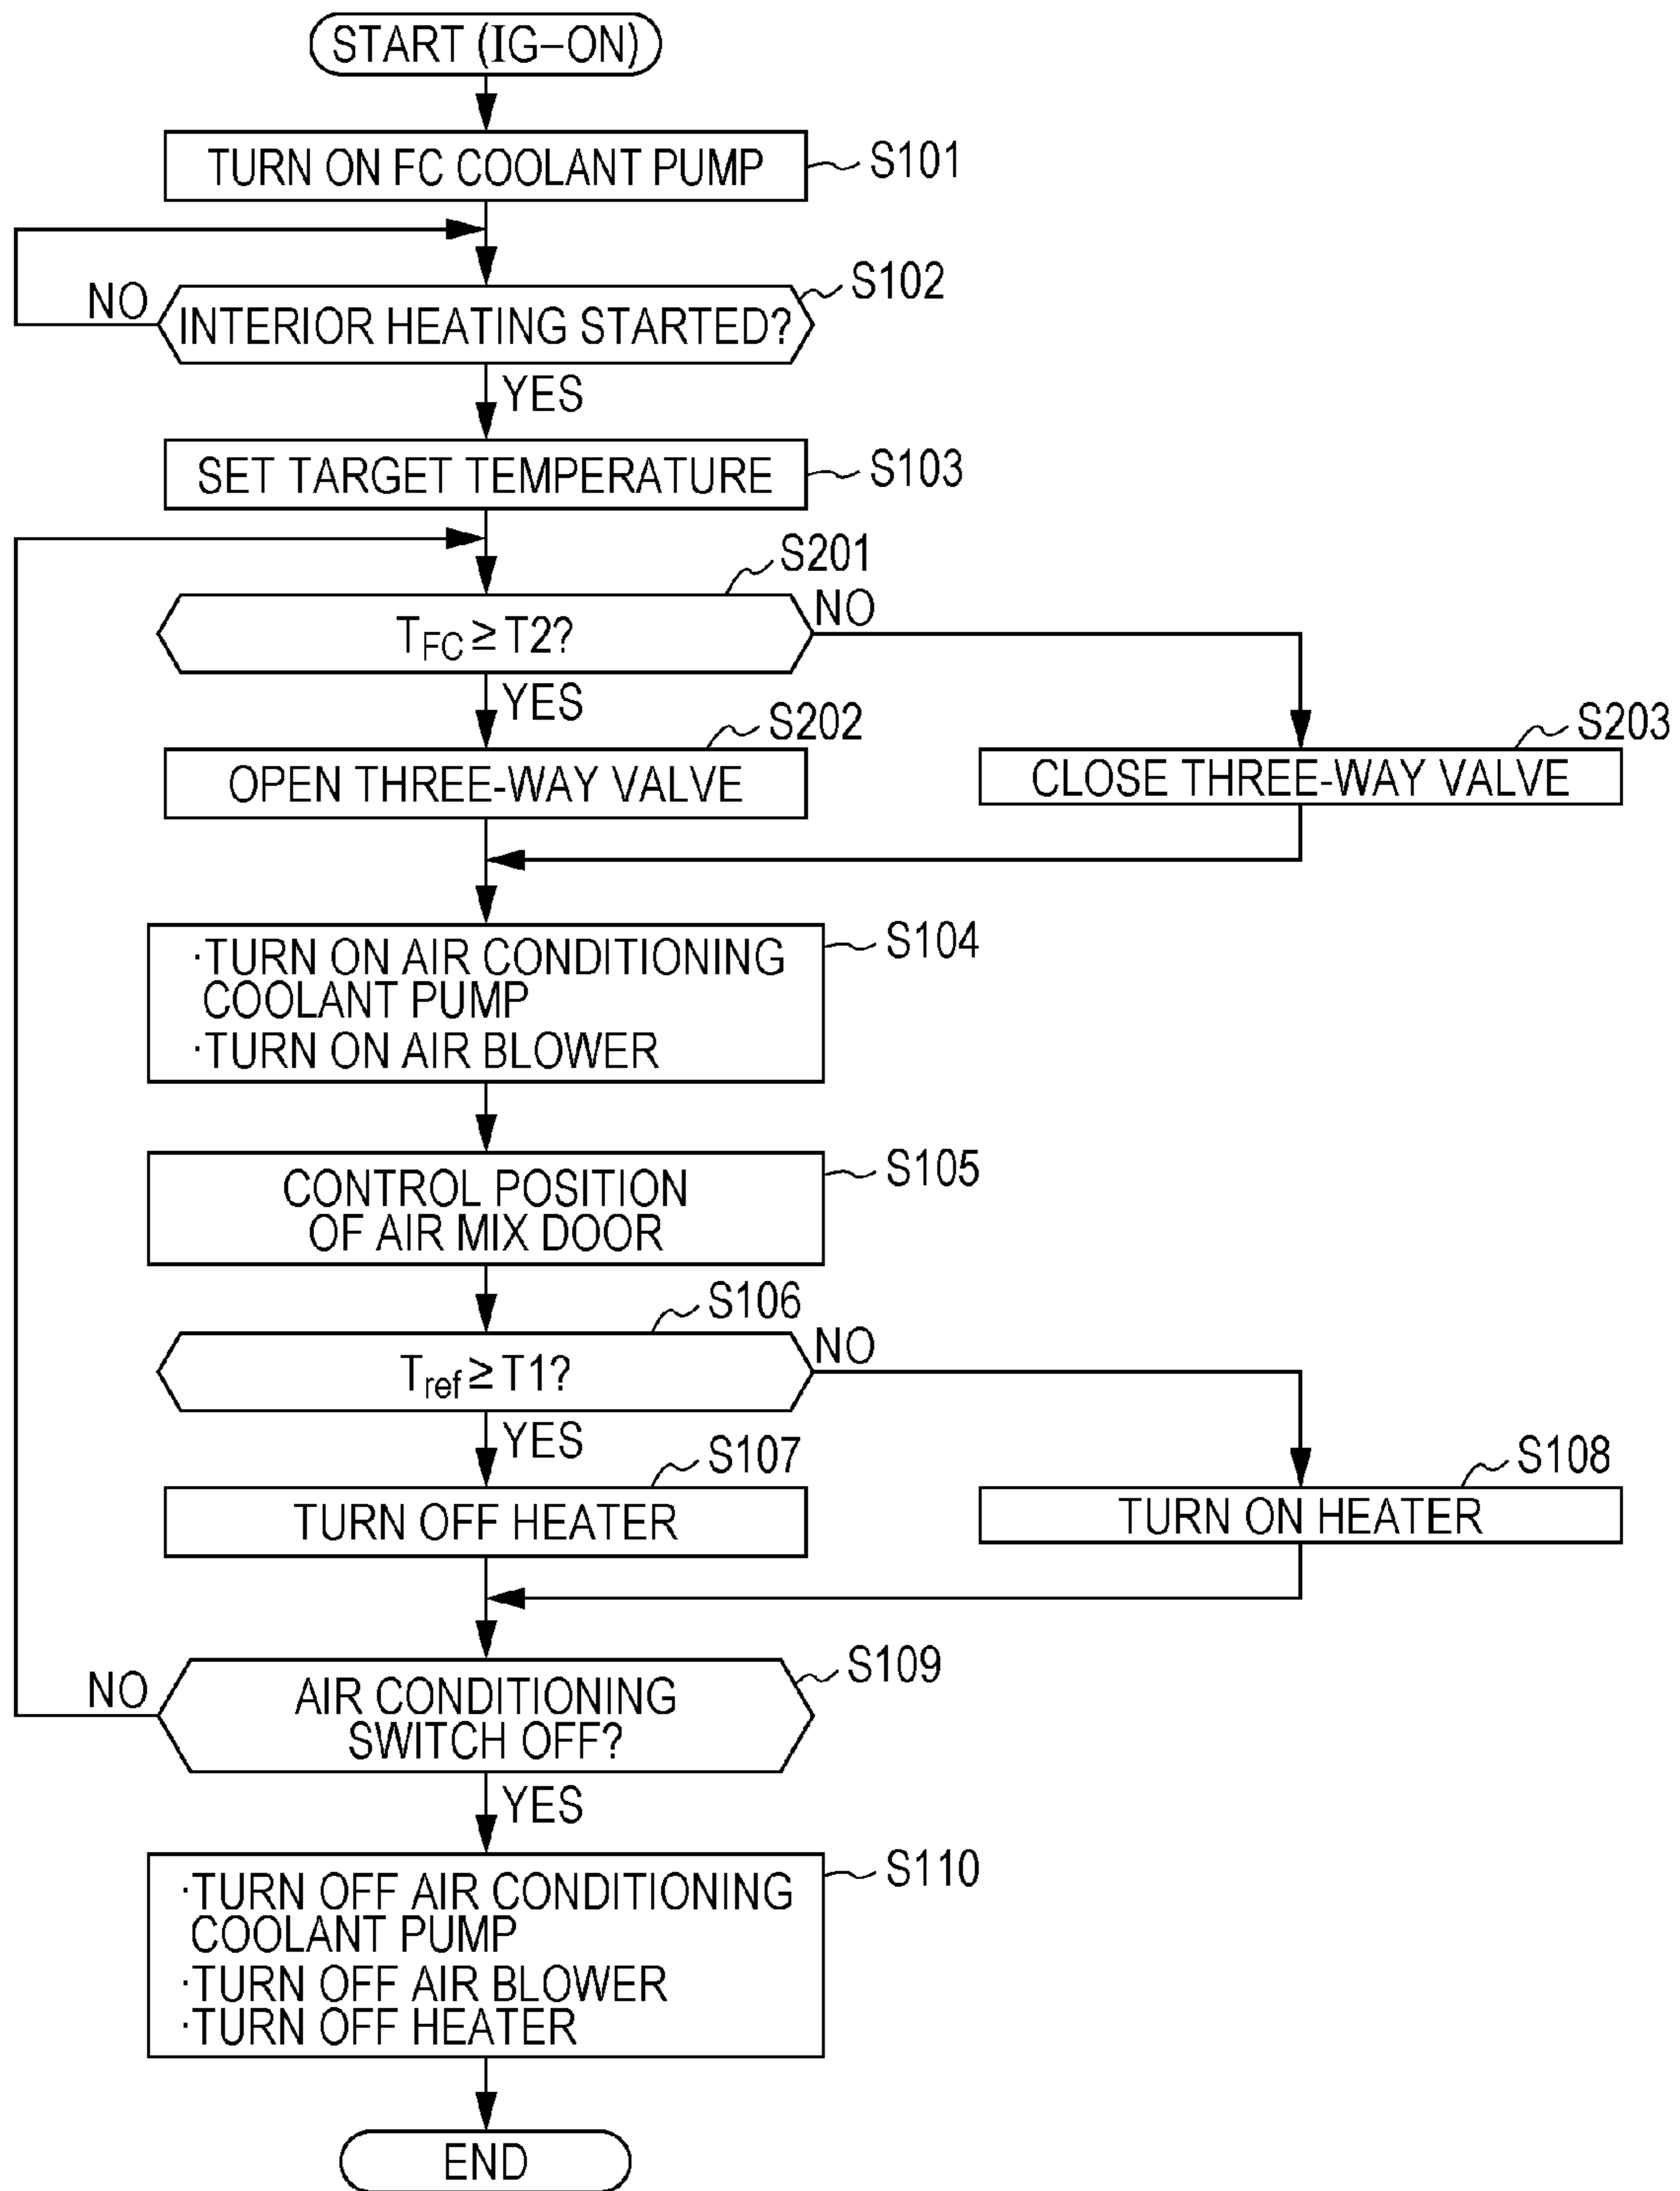 START (IG–ON)
TURN ON FC COOLANT PUMP
S101
S102
NO
INTERIOR HEATING STARTED?
YES
SET TARGET TEMPERATURE
S103
S201
TFC ≥ T2?
NO
YES
S202
S203
OPEN THREE-WAY VALVE
CLOSE THREE-WAY VALVE
·TURN ON AIR CONDITIONING
COOLANT PUMP
·TURN ON AIR BLOWER
S104
CONTROL POSITION
OF AIR MIX DOOR
S105
S106
Tref ≥ T1?
NO
YES
S107
S108
TURN OFF HEATER
TURN ON HEATER
S109
NO
AIR CONDITIONING
SWITCH OFF?
YES
·TURN OFF AIR CONDITIONING
COOLANT PUMP
·TURN OFF AIR BLOWER
·TURN OFF HEATER
S110
END